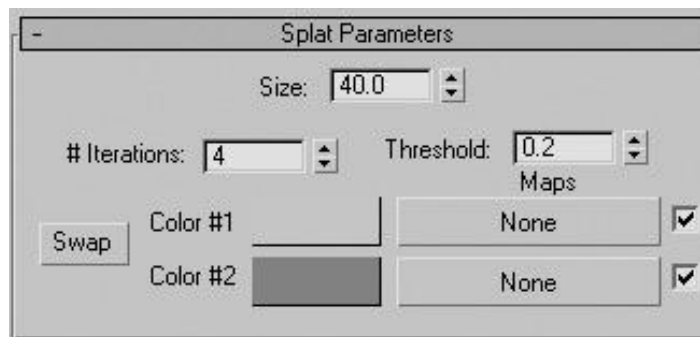 - Splat Parameters
Size: 40.0
# Iterations: 4 Threshold: 0.2
Maps
Swap Color #1 None
Color #2 None